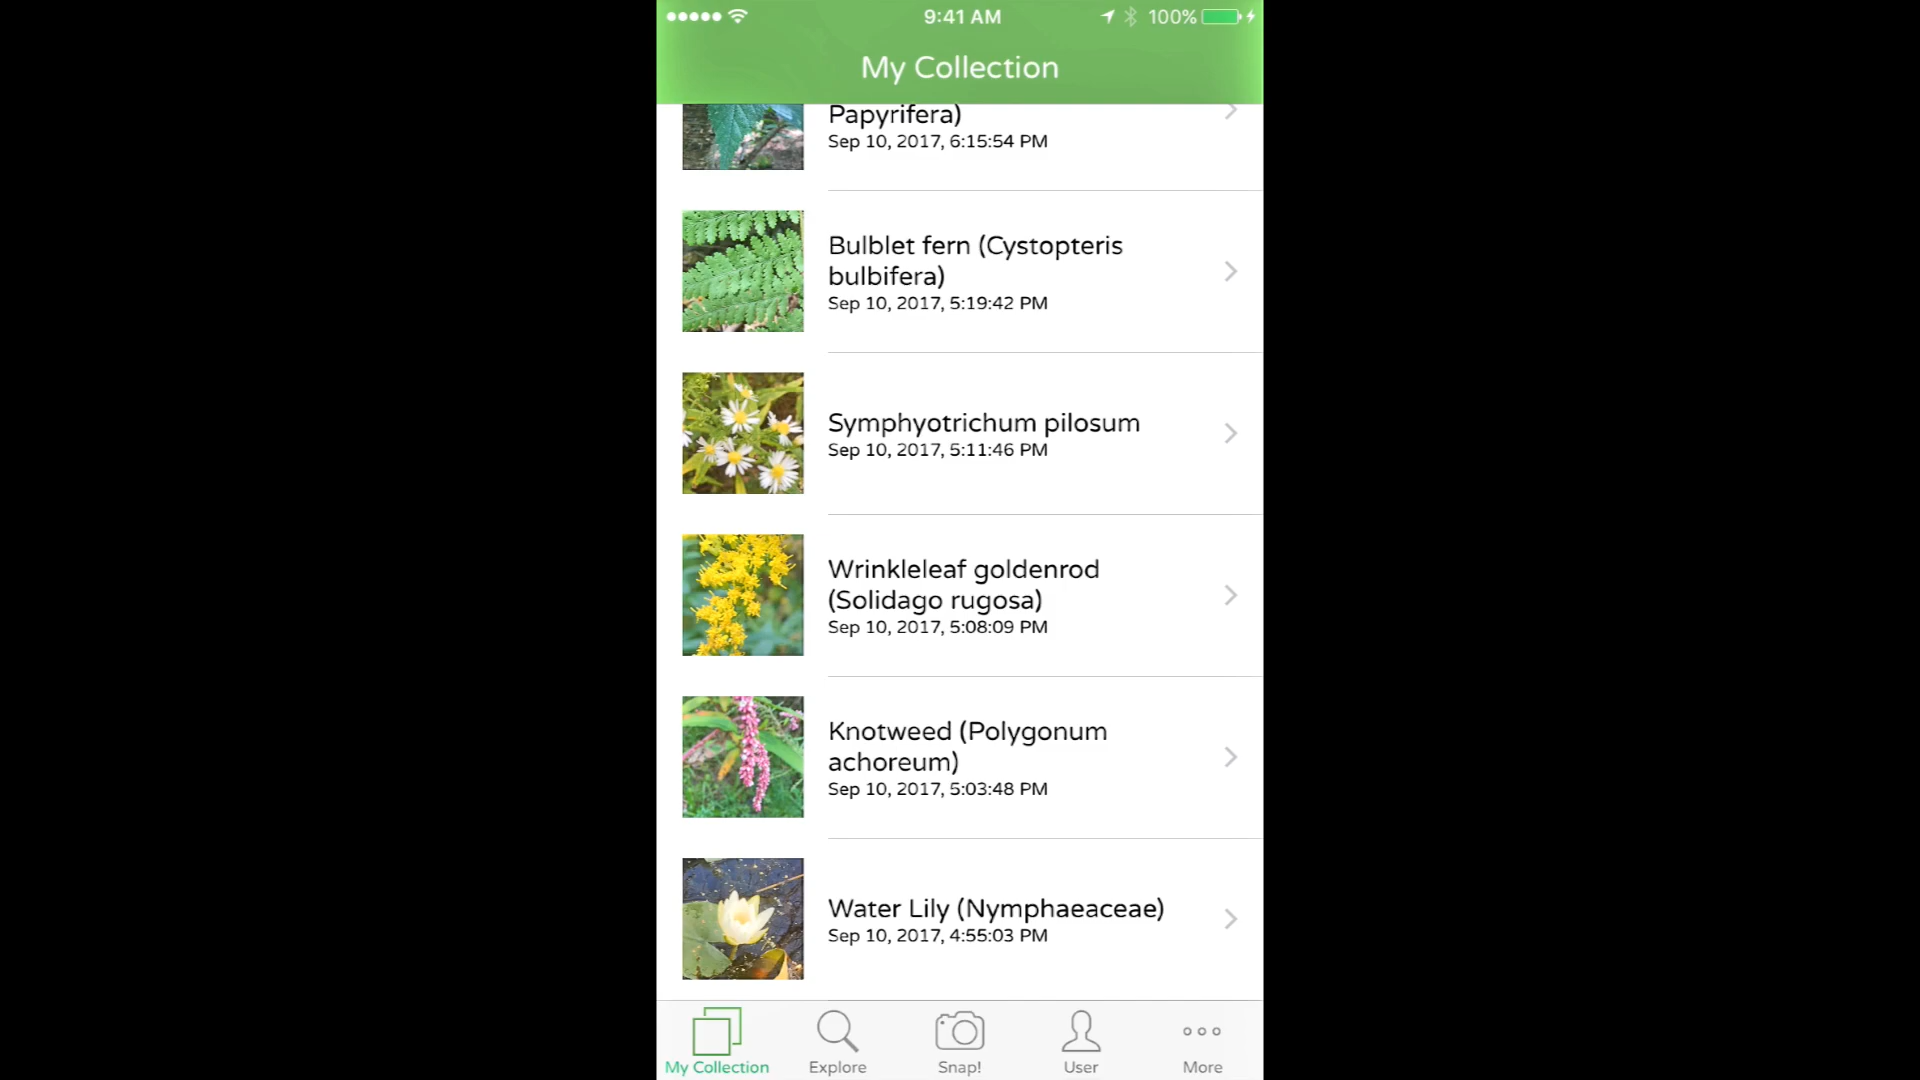 9:41 AM
100%
My Collection
Papyrifera)
Sep 10, 2017, 6:15:54 PM
Bulblet fern (Cystopteris
bulbifera)
Sep 10, 2017, 5:19:42 PM
Symphyotrichum pilosum
Sep 10, 2017, 5:11:46 PM
Wrinkleleaf goldenrod
(Solidago rugosa)
Sep 10, 2017, 5:08:09 PM
Knotweed (Polygonum
achoreum)
Sep 10, 2017, 5:03:48 PM
Water Lily (Nymphaeaceae)
Sep 10, 2017, 4:55:03 PM
My Collection
Explore
Snap!
User
More